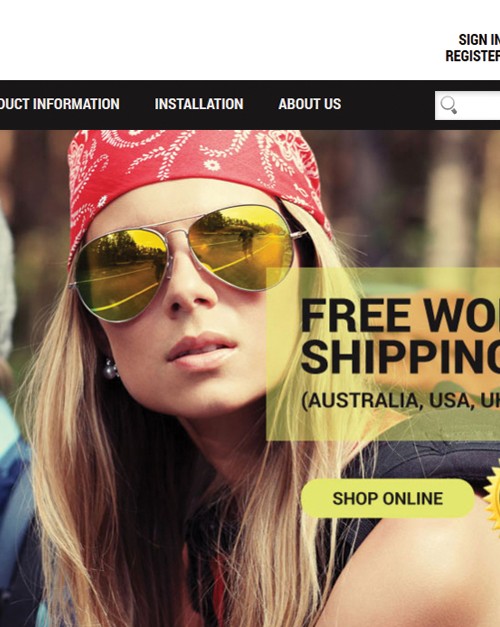 SIGN IN
REGISTER
DUCT INFORMATION INSTALLATION ABOUT US
FREE WO
SHIPPING
(AUSTRALIA, USA, UK
SHOP ONLINE